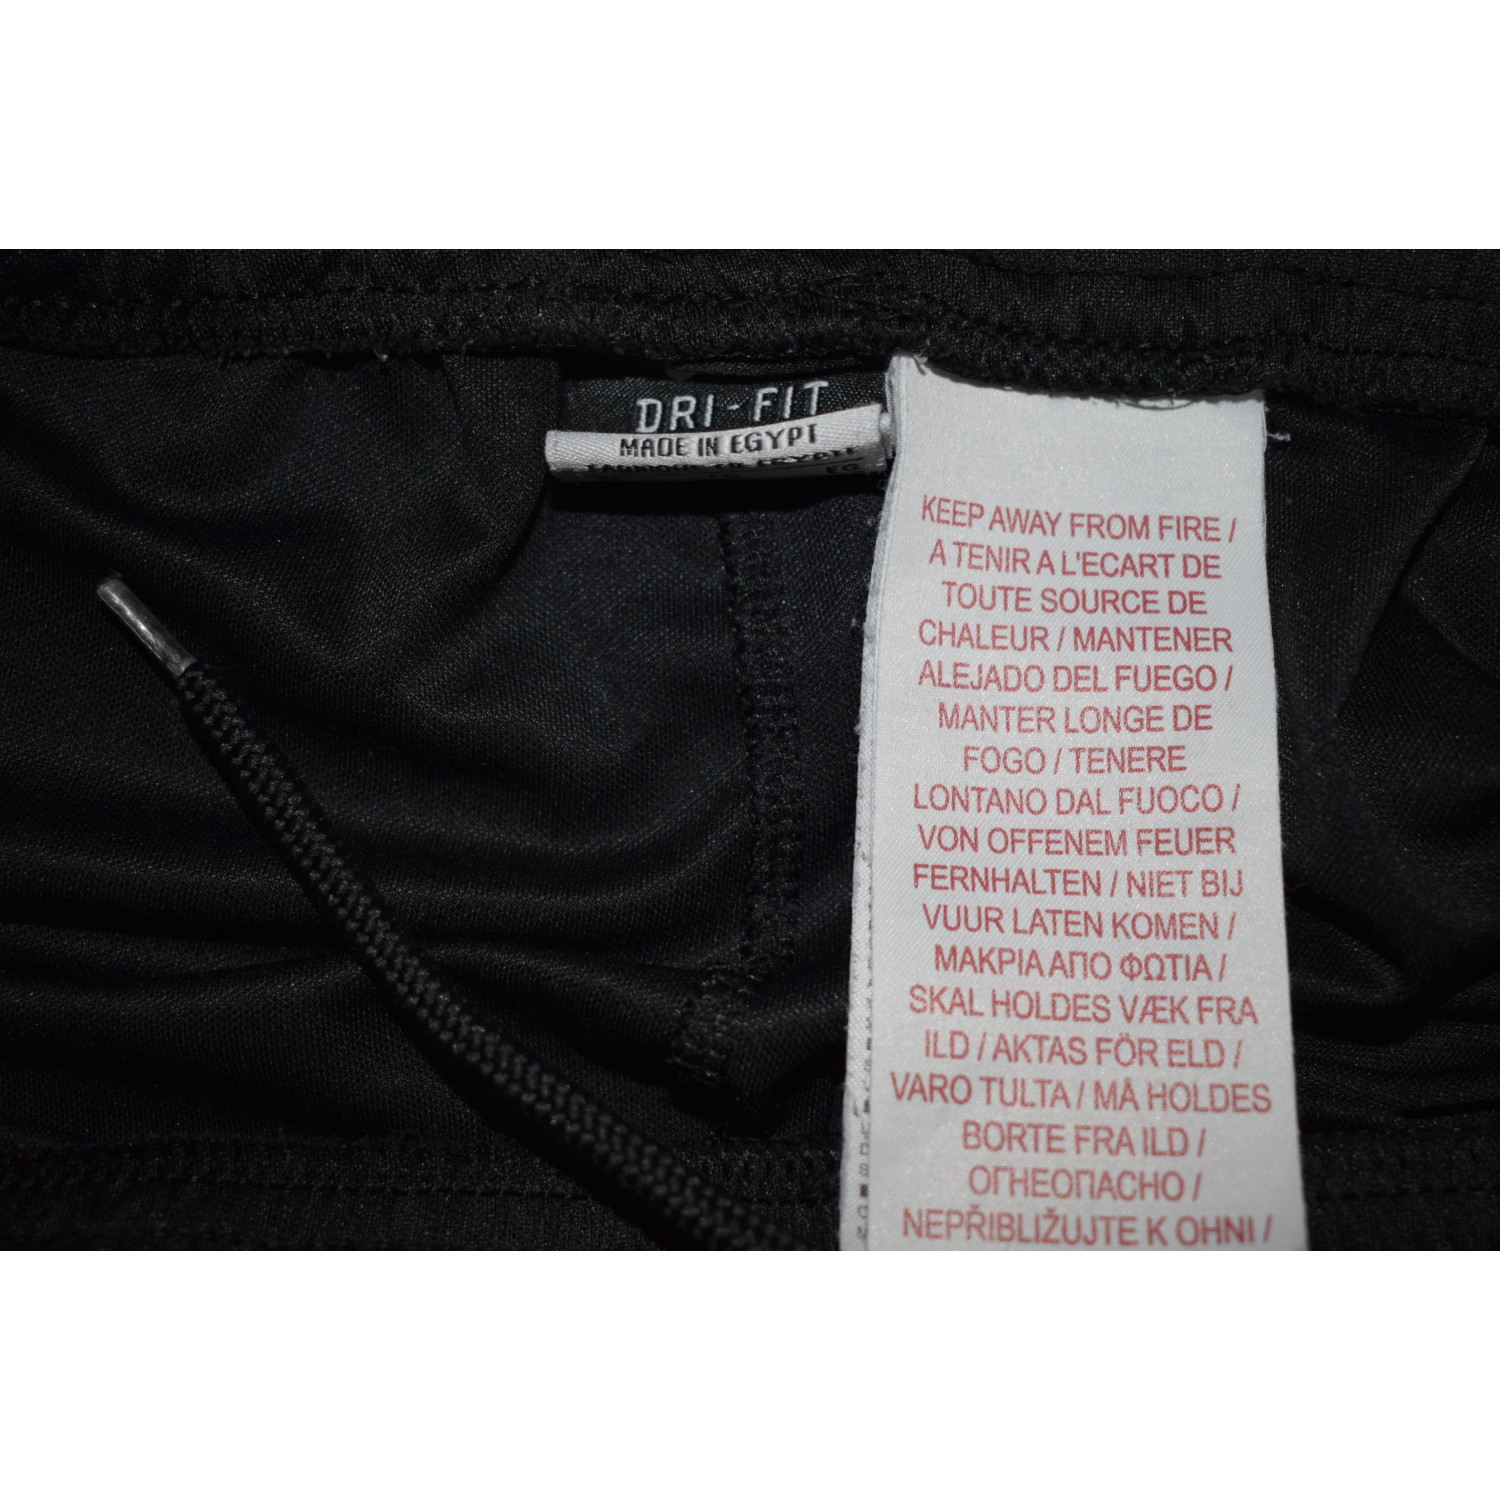 DRI-FIT
MADE IN EGYPT
KEEP AWAY FROM FIRE /
A TENIR A L'ECART DE
TOUTE SOURCE DE
CHALEUR / MANTENER
ALEJADO DEL FUEGO /
MANTER LONGE DE
FOGO / TENERE
LONTANO DAL FUOCO /
VON OFFENEM FEUER
FERNHALTEN / NIET BIJ
VUUR LATEN KOMEN /
ΜΑΚΡΙΑ ΑΠΟ ΦΩΤΙΑ /
SKAL HOLDES VÆK FRA
ILD / AKTAS FÖR ELD /
VARO TULTA / MÅ HOLDES
BORTE FRA ILD /
ОГНЕОПАСНО /
NEPŘIBLIŽUJTE K OHNI /